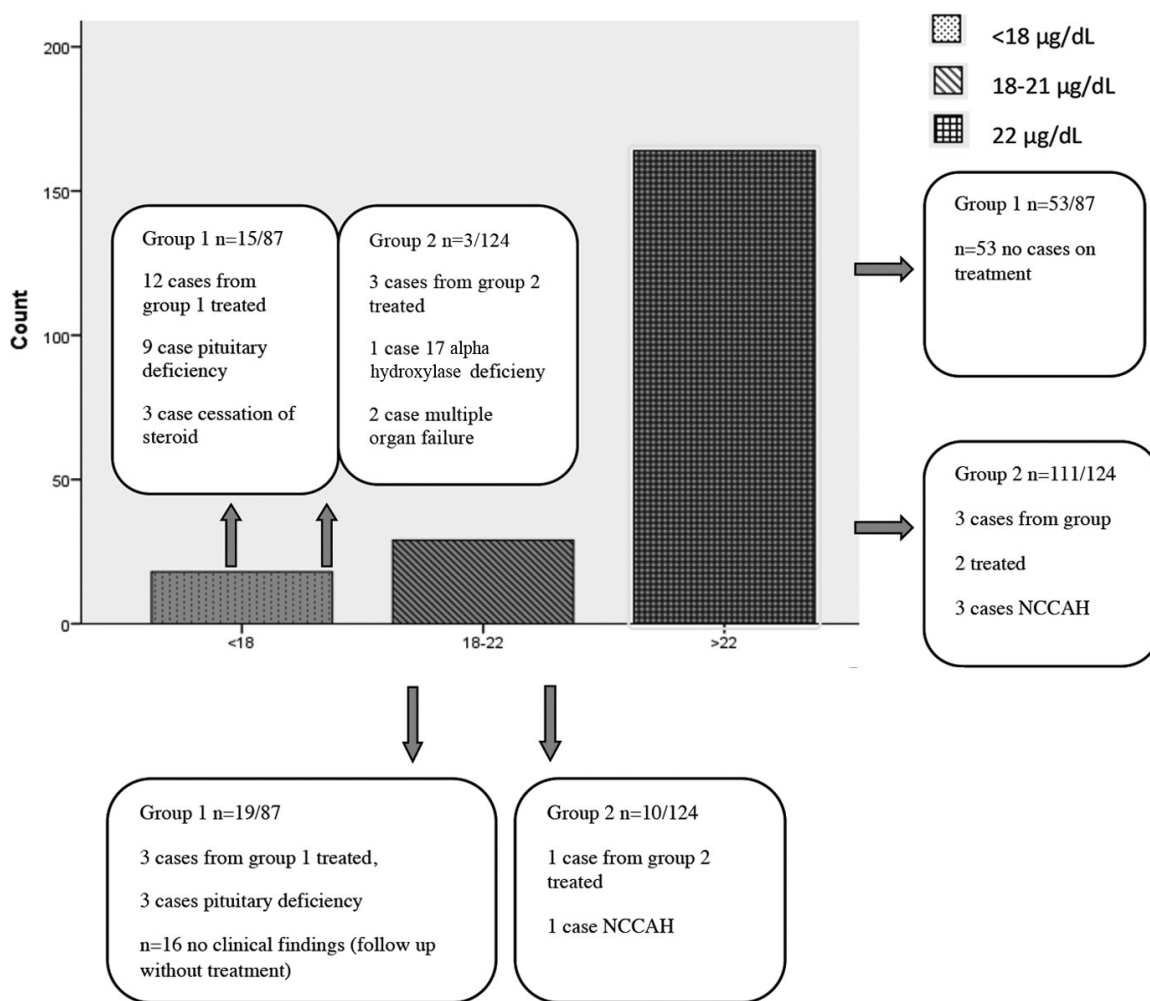 200
150
100
50
0
Count
<18
18-22
>22
<18 µg/dL
18-21 µg/dL
22 µg/dL
Group 1 n=15/87
12 cases from
group 1 treated
9 case pituitary
deficiency
3 case cessation of
steroid
Group 2 n=3/124
3 cases from group 2
treated
1 case 17 alpha
hydroxylase deficieny
2 case multiple
organ failure
Group 1 n=53/87
n=53 no cases on
treatment
Group 2 n=111/124
3 cases from group
2 treated
3 cases NCCAH
Group 1 n=19/87
3 cases from group 1 treated,
3 cases pituitary deficiency
n=16 no clinical findings (follow up
without treatment)
Group 2 n=10/124
1 case from group 2
treated
1 case NCCAH